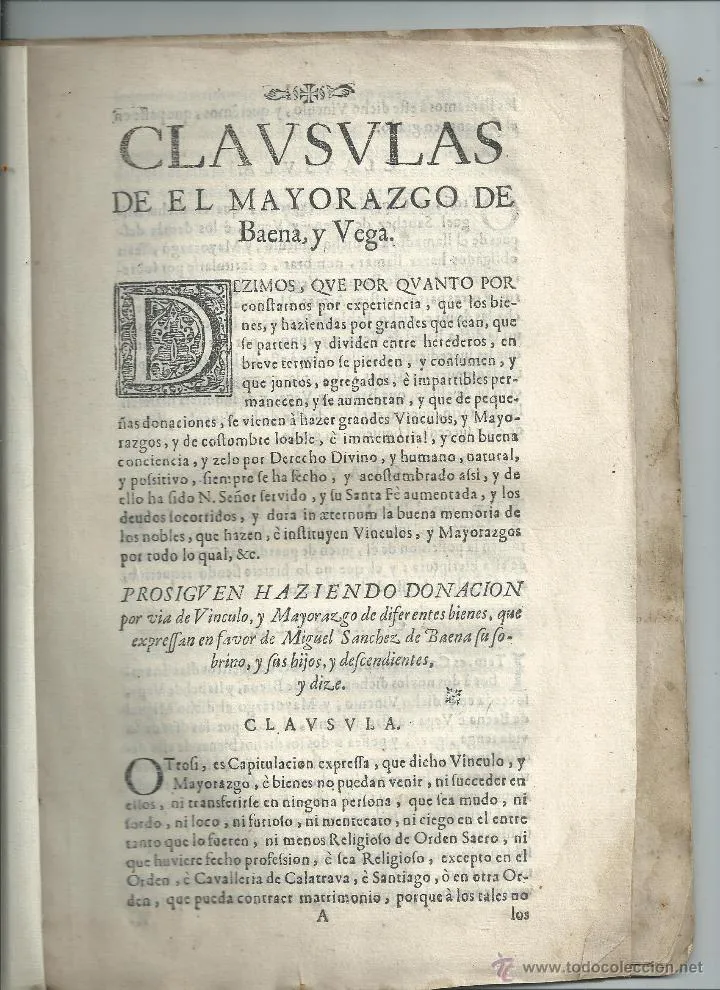 CLAVSVLAS
DE EL MAYORAZGO DE
Baena, y Vega.
DEZIMOS, QVE POR QVANTO POR
constarnos por experiencia, que los bie-
nes, y haziendas por grandes que sean, que
se parten, y dividen entre herederos, en
breve termino se pierden, y consumen, y
que juntos, agregados, è impartibles per-
manecen, y se aumentan, y que de peque-
ñas donaciones, se vienen à hazer grandes Vinculos, y Mayo-
razgos, y de costombre loable, è immemorial, y con buena
conciencia, y zelo por Derecho Divino, y humano, natural,
y possitivo, siempre se ha fecho, y acostumbrado assi, y de
ello ha sido N. Señor servido, y su Santa Fè aumentada, y los
deudos socorridos, y dura in æternum la buena memoria de
los nobles, que hazen, è instituyen Vinculos, y Mayorazgos
por todo lo qual, &c.
PROSIGVEN HAZIENDO DONACION
por via de Vinculo, y Mayorazgo de diferentes bienes, que
expressan en favor de Miguel Sanchez de Baena su so-
brino, y sus hijos, y descendientes,
y dize.
CLAVSVLA.
OTrosi, es Capitulacion expressa, que dicho Vinculo, y
Mayorazgo, è bienes no puedan venir, ni succeder en
ellos, ni transferirse en ningona persona, que sea mudo, ni
sordo, ni loco, ni furioso, ni mentecato, ni ciego en el entre
tanto que lo fueren, ni menos Religioso de Orden Sacro, ni
que huviere fecho profession, è sea Religioso, excepto en el
Orden, è Cavalleria de Calatrava, è Santiago, ò en otra Or-
den, que pueda contraer matrimonio, porque à los tales no
A los
www.todocoleccion.net